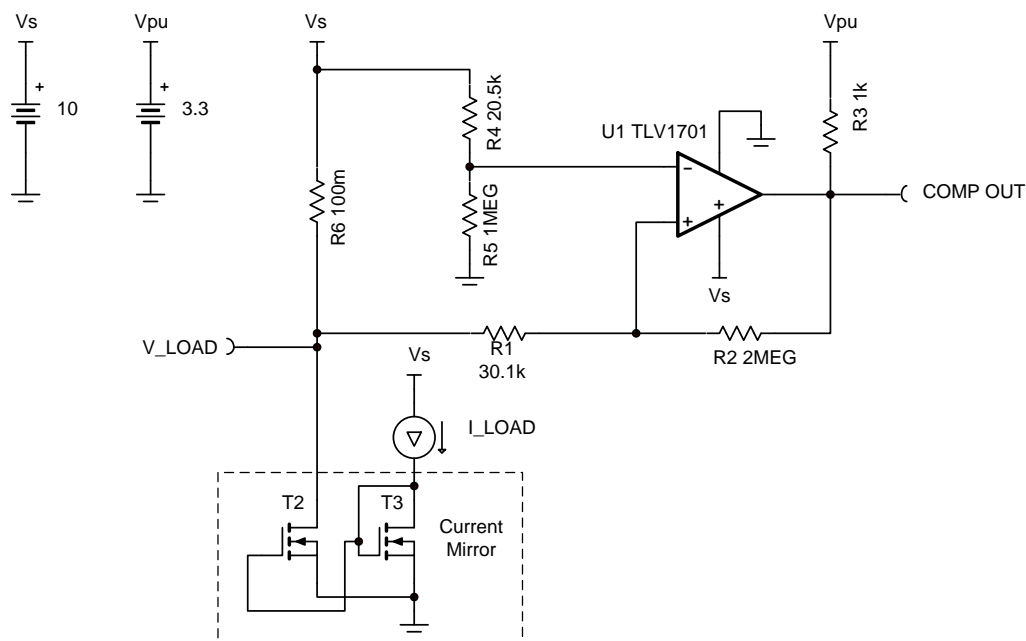 Vs
Vpu
Vs
Vpu
+
10
+
3.3
R6 100m
R4 20.5k
R5 1MEG
U1 TLV1701
R3 1k
−
+
+
Vs
COMP OUT
V_LOAD
R1
30.1k
R2 2MEG
Vs
I_LOAD
T2
T3
Current
Mirror